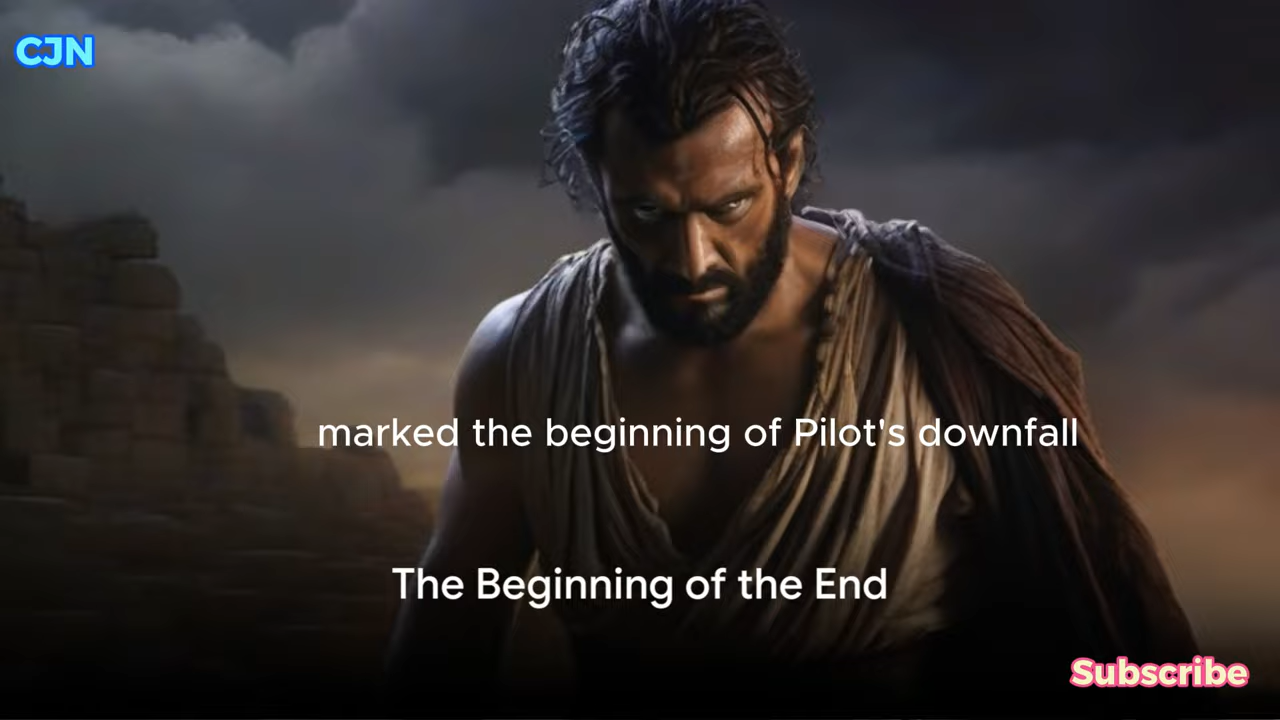 CJN
marked the beginning of Pilot's downfall
The Beginning of the End
Subscribe